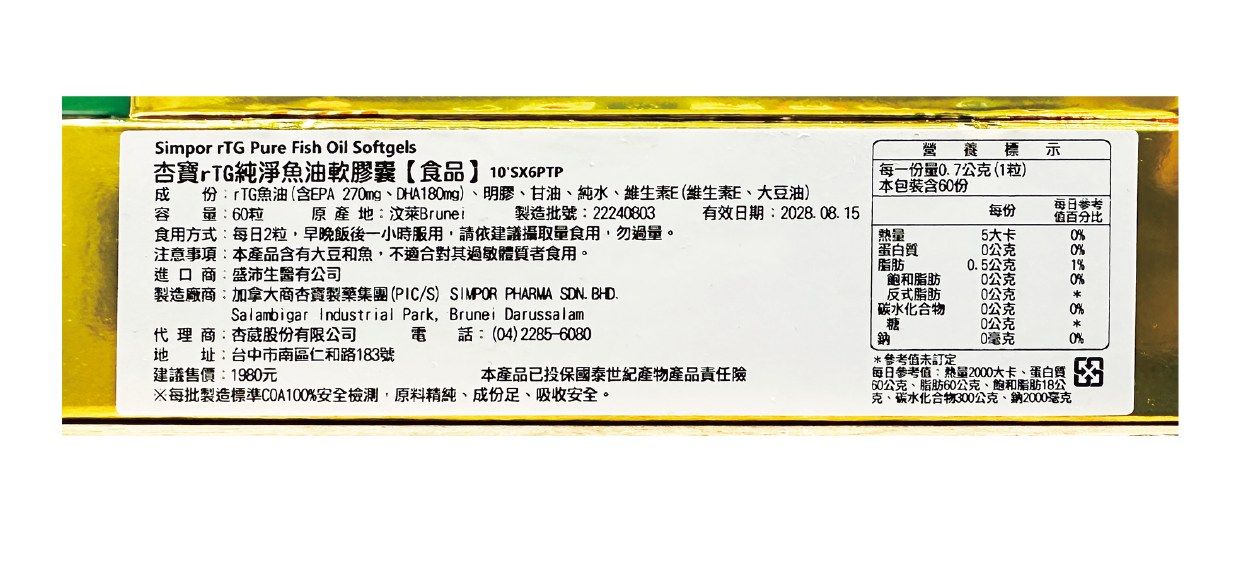 Simpor rTG Pure Fish Oil Softgels
杏寶rTG純淨魚油軟膠囊【食品】10'SX6PTP
成 份：rTG魚油(含EPA 270mg、DHA180mg)、明膠、甘油、純水、維生素E(維生素E、大豆油)
容 量：60粒 原 產 地：汶萊Brunei 製造批號：22240803 有效日期：2028.08.15
食用方式：每日2粒，早晚飯後一小時服用，請依建議攝取量食用，勿過量。
注意事項：本產品含有大豆和魚，不適合對其過敏體質者食用。
進 口 商：盛沛生醫有公司
製造廠商：加拿大商杏寶製藥集團(PIC/S) SIMPOR PHARMA SDN.BHD.
Salambigar Industrial Park, Brunei Darussalam
代 理 商：杏葳股份有限公司 電 話：(04)2285-6080
地 址：台中市南區仁和路183號
建議售價：1980元 本產品已投保國泰世紀產物產品責任險
※每批製造標準COA100%安全檢測，原料精純、成份足、吸收安全。
營 養 標 示
每一份量0.7公克(1粒)
本包裝含60份
每份 每日參考值百分比
熱量 5大卡 0%
蛋白質 0公克 0%
脂肪 0.5公克 1%
飽和脂肪 0公克 0%
反式脂肪 0公克 *
碳水化合物 0公克 0%
糖 0公克 *
鈉 0毫克 0%
*參考值未訂定
每日參考值：熱量2000大卡、蛋白質
60公克、脂肪60公克、飽和脂肪18公
克、碳水化合物300公克、鈉2000毫克